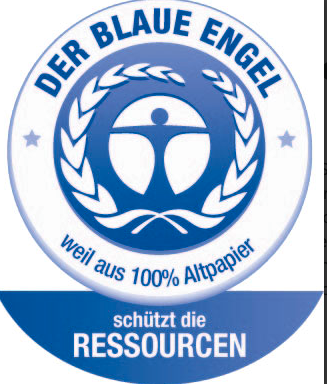 DER BLAUE ENGEL
weil aus 100% Altpapier
schützt die
RESSOURCEN